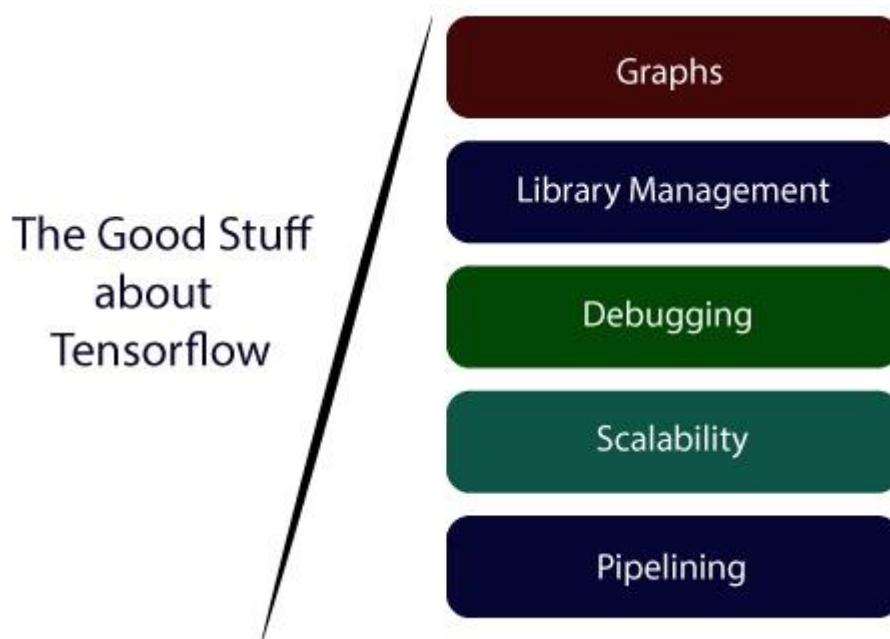 The Good Stuff
about
Tensorflow
Graphs
Library Management
Debugging
Scalability
Pipelining